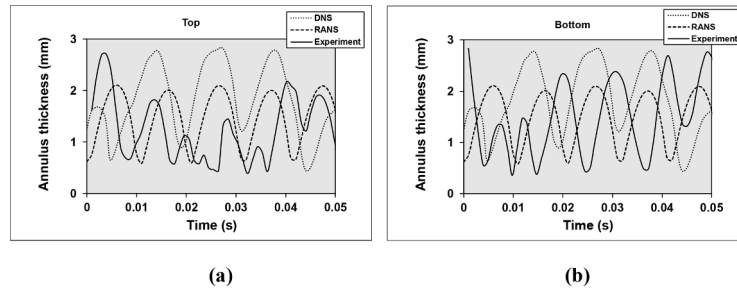 Top
DNS
RANS
Experiment
Annulus thickness (mm)
3
2
1
0
0 0.01 0.02 0.03 0.04 0.05
Time (s)
(a)
Bottom
DNS
RANS
Experiment
Annulus thickness (mm)
3
2
1
0
0 0.01 0.02 0.03 0.04 0.05
Time (s)
(b)